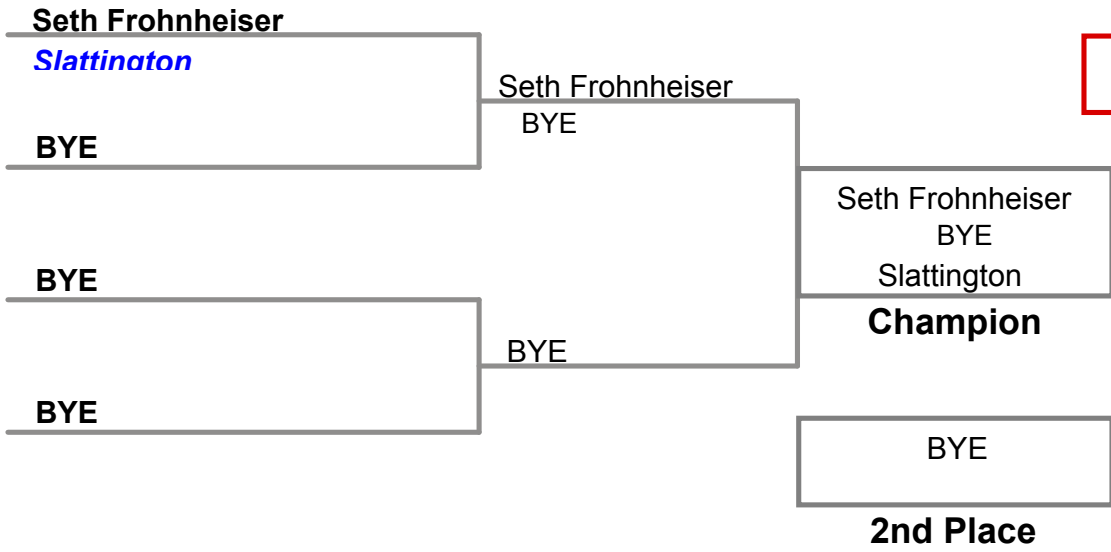 Seth Frohnheiser
Slattington
Seth Frohnheiser
BYE
BYE
Seth Frohnheiser
BYE
Slattington
BYE
Champion
BYE
BYE
BYE
2nd Place